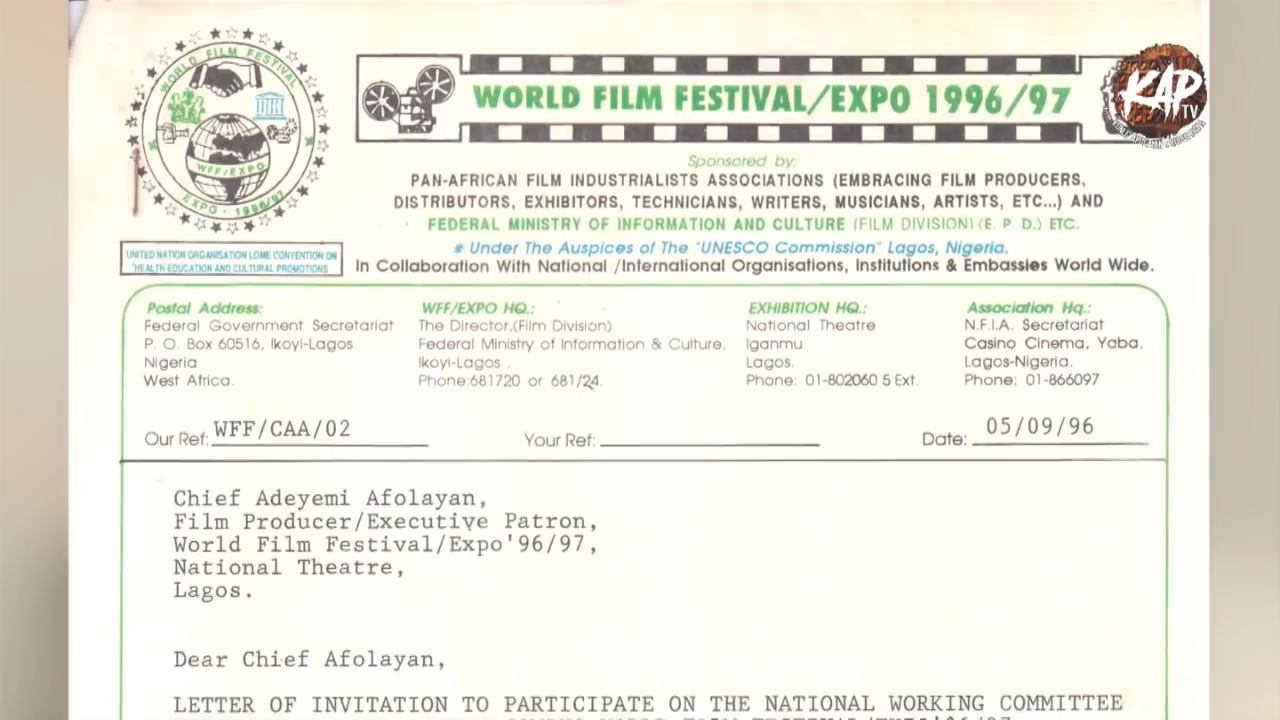 WORLD FILM FESTIVAL
WFF/EXPO
EXPO - 1996/97
WORLD FILM FESTIVAL/EXPO 1996/97
KAP
TV
Sponsored by:
PAN-AFRICAN FILM INDUSTRIALISTS ASSOCIATIONS (EMBRACING FILM PRODUCERS,
DISTRIBUTORS, EXHIBITORS, TECHNICIANS, WRITERS, MUSICIANS, ARTISTS, ETC...) AND
FEDERAL MINISTRY OF INFORMATION AND CULTURE (FILM DIVISION) (E. P. D.) ETC.
* Under The Auspices of The "UNESCO Commission" Lagos, Nigeria.
In Collaboration With National /International Organisations, Institutions & Embassies World Wide.
UNITED NATION ORGANISATION LOME CONVENTION ON
"HEALTH EDUCATION AND CULTURAL PROMOTIONS
Postal Address:
Federal Government Secretariat
P. O. Box 60516, Ikoyi-Lagos
Nigeria
West Africa.
WFF/EXPO HQ.:
The Director,(Film Division)
Federal Ministry of Information & Culture,
Ikoyi-Lagos .
Phone:681720 or 681/24.
EXHIBITION HQ.:
National Theatre
Iganmu
Lagos.
Phone: 01-802060 5 Ext.
Association Hq.:
N.F.I.A. Secretariat
Casino Cinema, Yaba,
Lagos-Nigeria.
Phone: 01-866097
Our Ref: WFF/CAA/02
Your Ref:
Date: 05/09/96
Chief Adeyemi Afolayan,
Film Producer/Executive Patron,
World Film Festival/Expo'96/97,
National Theatre,
Lagos.
Dear Chief Afolayan,
LETTER OF INVITATION TO PARTICIPATE ON THE NATIONAL WORKING COMMITTEE